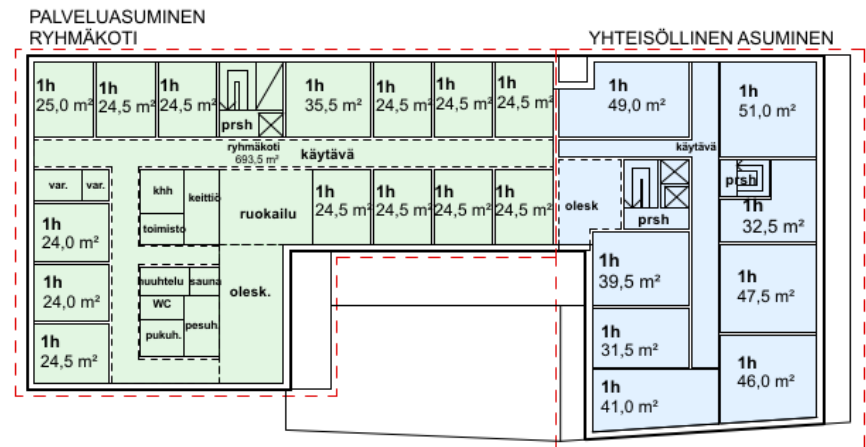 PALVELUASUMINEN
RYHMÄKOTI
YHTEISÖLLINEN ASUMINEN
1h
25,0 m²
1h
24,5 m²
1h
24,5 m²
prsh
1h
35,5 m²
1h
24,5 m²
1h
24,5 m²
1h
24,5 m²
1h
49,0 m²
1h
51,0 m²
ryhmäkoti
693,5 m²
käytävä
käytävä
var.
var.
khh
keittiö
toimisto
ruokailu
1h
24,5 m²
1h
24,5 m²
1h
24,5 m²
1h
24,5 m²
olesk
prsh
prsh
1h
32,5 m²
1h
24,0 m²
1h
24,0 m²
1h
24,5 m²
huuhtelu
sauna
WC
pukuh.
pesuh.
olesk.
1h
39,5 m²
1h
47,5 m²
1h
31,5 m²
1h
41,0 m²
1h
46,0 m²